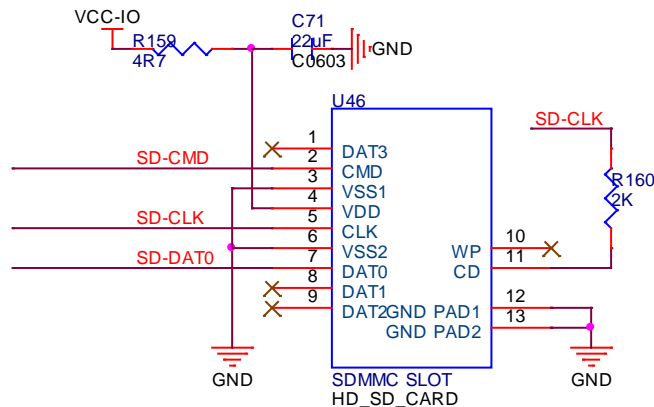 VCC-IO
R159
4R7
C71
22uF
C0603
GND
U46
SD-CLK
R160
2K
1
DAT3
SD-CMD
2
CMD
3
VSS1
4
VDD
SD-CLK
5
CLK
6
VSS2
SD-DAT0
7
DAT0
8
DAT1
9
DAT2
WP
10
CD
11
GND PAD1
12
GND PAD2
13
GND
GND
SDMMC SLOT
HD_SD_CARD